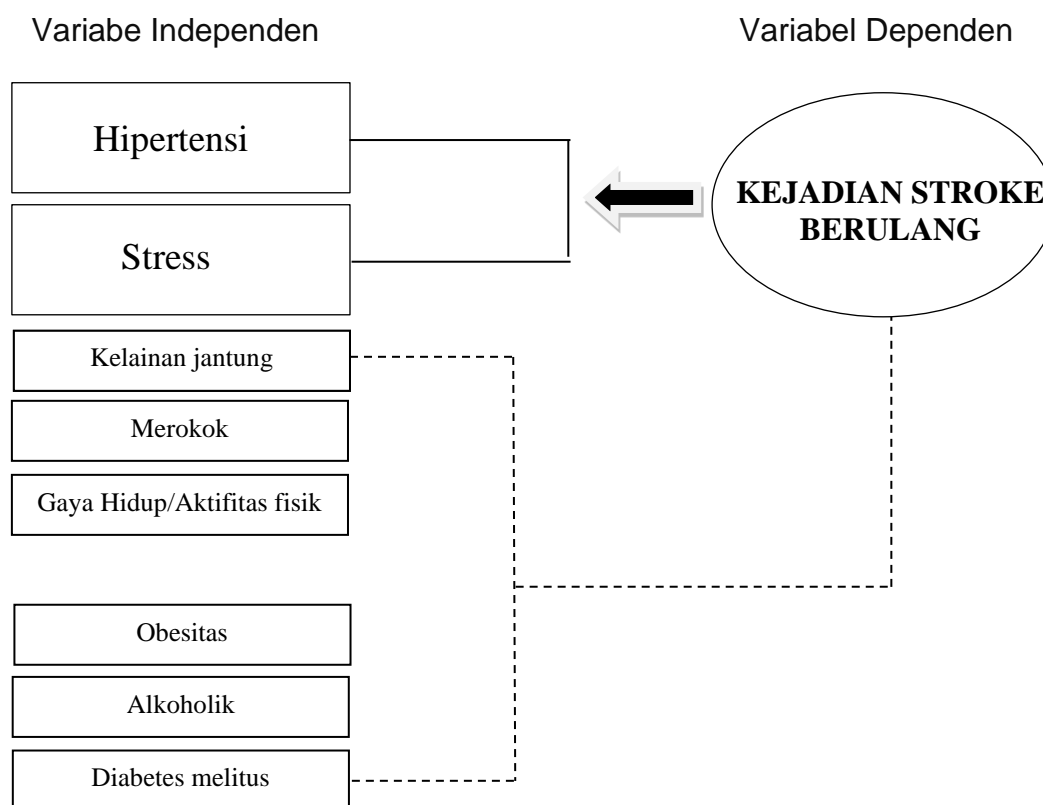 Variabe Independen
Variabel Dependen
Hipertensi
Stress
Kelainan jantung
Merokok
Gaya Hidup/Aktifitas fisik
Obesitas
Alkoholik
Diabetes melitus
KEJADIAN STROKE
BERULANG